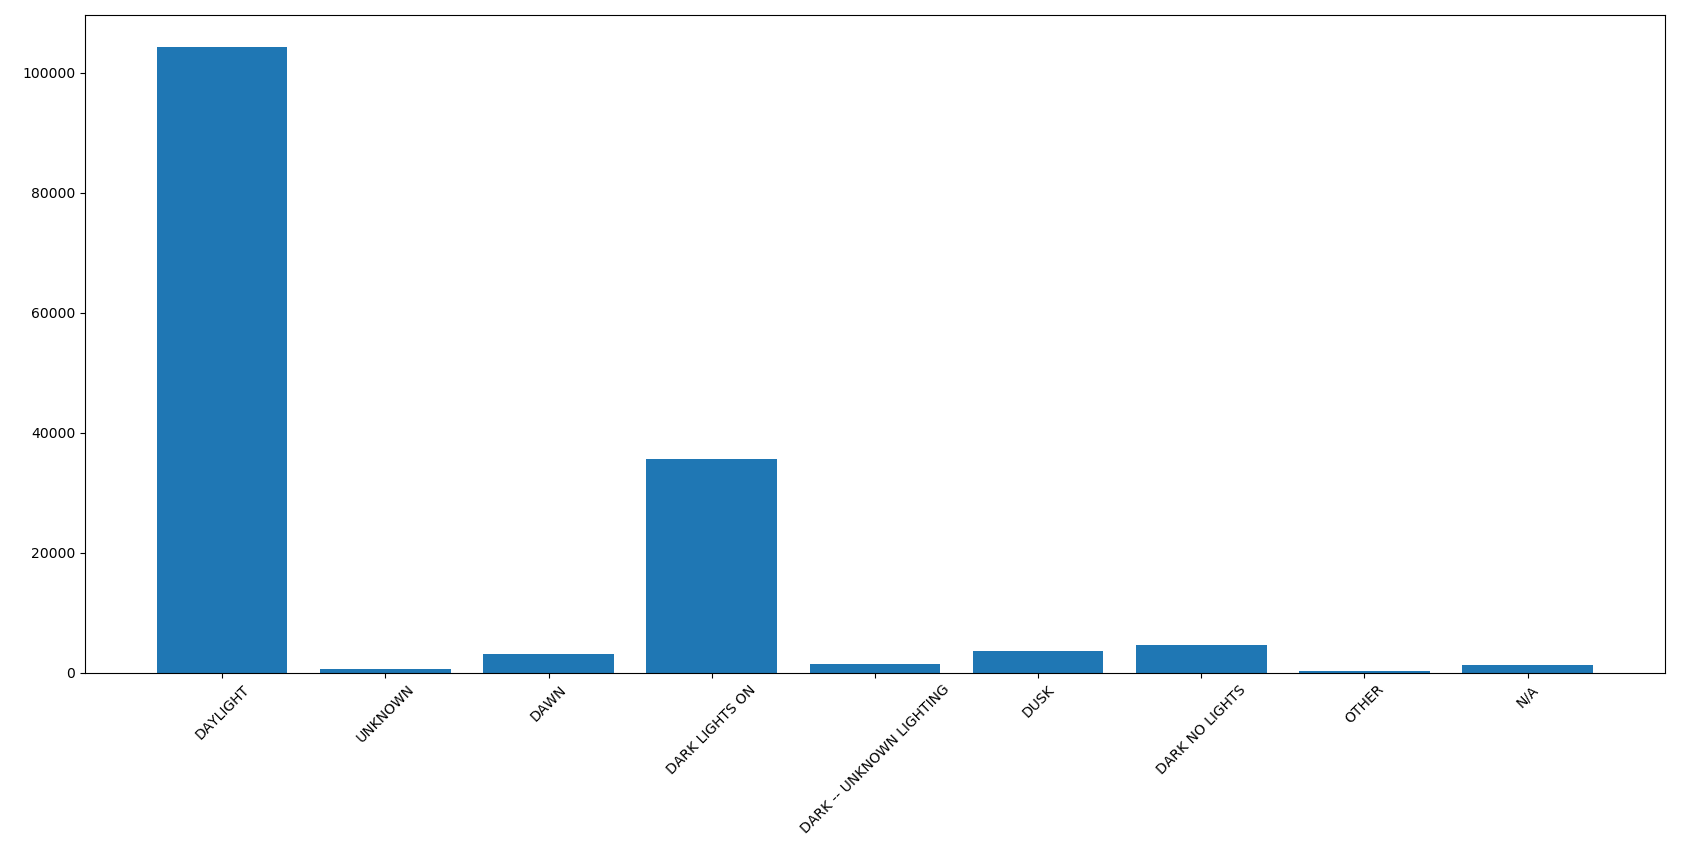 100000
80000
60000
40000
20000
0
DAYLIGHT
UNKNOWN
DAWN
DARK LIGHTS ON
DARK -- UNKNOWN LIGHTING
DUSK
DARK NO LIGHTS
OTHER
N/A